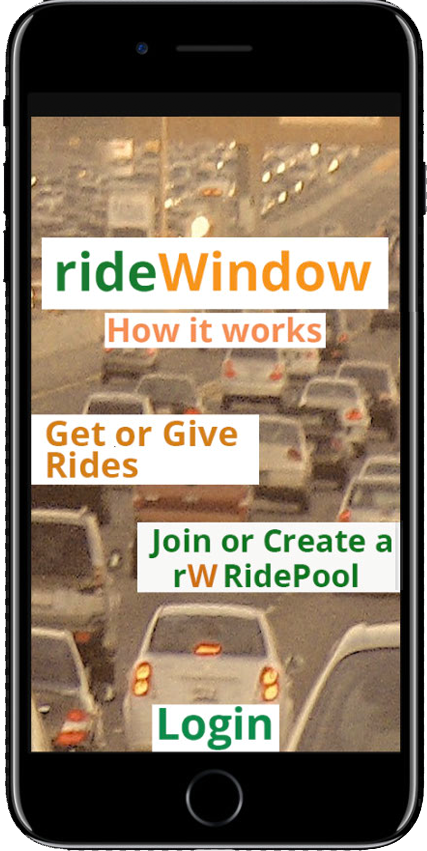 rideWindow
How it works
Get or Give
Rides
Join or Create a
rW RidePool
Login